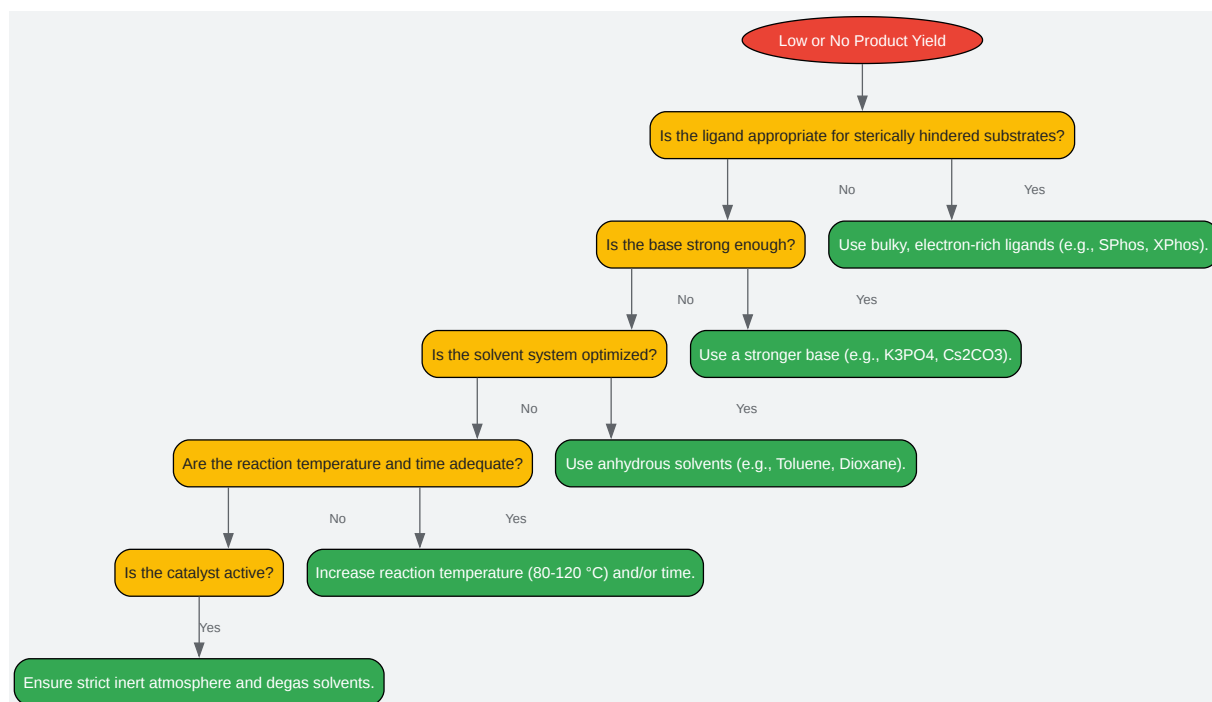 Low or No Product Yield
Is the ligand appropriate for sterically hindered substrates?
No
Yes
Is the base strong enough?
Use bulky, electron-rich ligands (e.g., SPhos, XPhos).
No
Yes
Is the solvent system optimized?
Use a stronger base (e.g., K3PO4, Cs2CO3).
No
Yes
Are the reaction temperature and time adequate?
Use anhydrous solvents (e.g., Toluene, Dioxane).
No
Yes
Is the catalyst active?
Increase reaction temperature (80-120 °C) and/or time.
Yes
Ensure strict inert atmosphere and degas solvents.